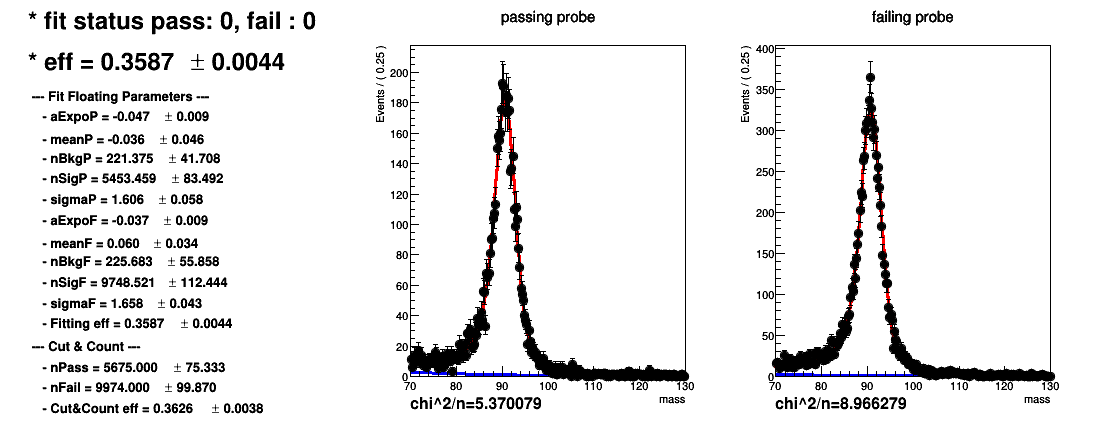 * fit status pass: 0, fail : 0
* eff = 0.3587 ± 0.0044
--- Fit Floating Parameters ---
- aExpoP = -0.047 ± 0.009
- meanP = -0.036 ± 0.046
- nBkgP = 221.375 ± 41.708
- nSigP = 5453.459 ± 83.492
- sigmaP = 1.606 ± 0.058
- aExpoF = -0.037 ± 0.009
- meanF = 0.060 ± 0.034
- nBkgF = 225.683 ± 55.858
- nSigF = 9748.521 ± 112.444
- sigmaF = 1.658 ± 0.043
- Fitting eff = 0.3587 ± 0.0044
--- Cut & Count ---
- nPass = 5675.000 ± 75.333
- nFail = 9974.000 ± 99.870
- Cut&Count eff = 0.3626 ± 0.0038
passing probe
Events / ( 0.25 )
200
180
160
140
120
100
80
60
40
20
0
70 80 90 100 110 120 130
mass
chi^2/n=5.370079
failing probe
Events / ( 0.25 )
400
350
300
250
200
150
100
50
0
70 80 90 100 110 120 130
mass
chi^2/n=8.966279